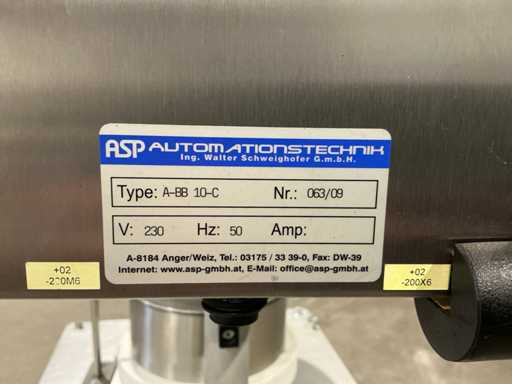 ASP AUTOMATIONSTECHNIK
Ing. Walter Schweighofer G.m.b.H.
Type: A-BB 10-C Nr.: 063/09
V: 230 Hz: 50 Amp:
A-8184 Anger/Weiz, Tel.: 03175 / 33 39-0, Fax: DW-39
Internet: www.asp-gmbh.at, E-Mail: office@asp-gmbh.at
+02
-200M6
+02
-200X6